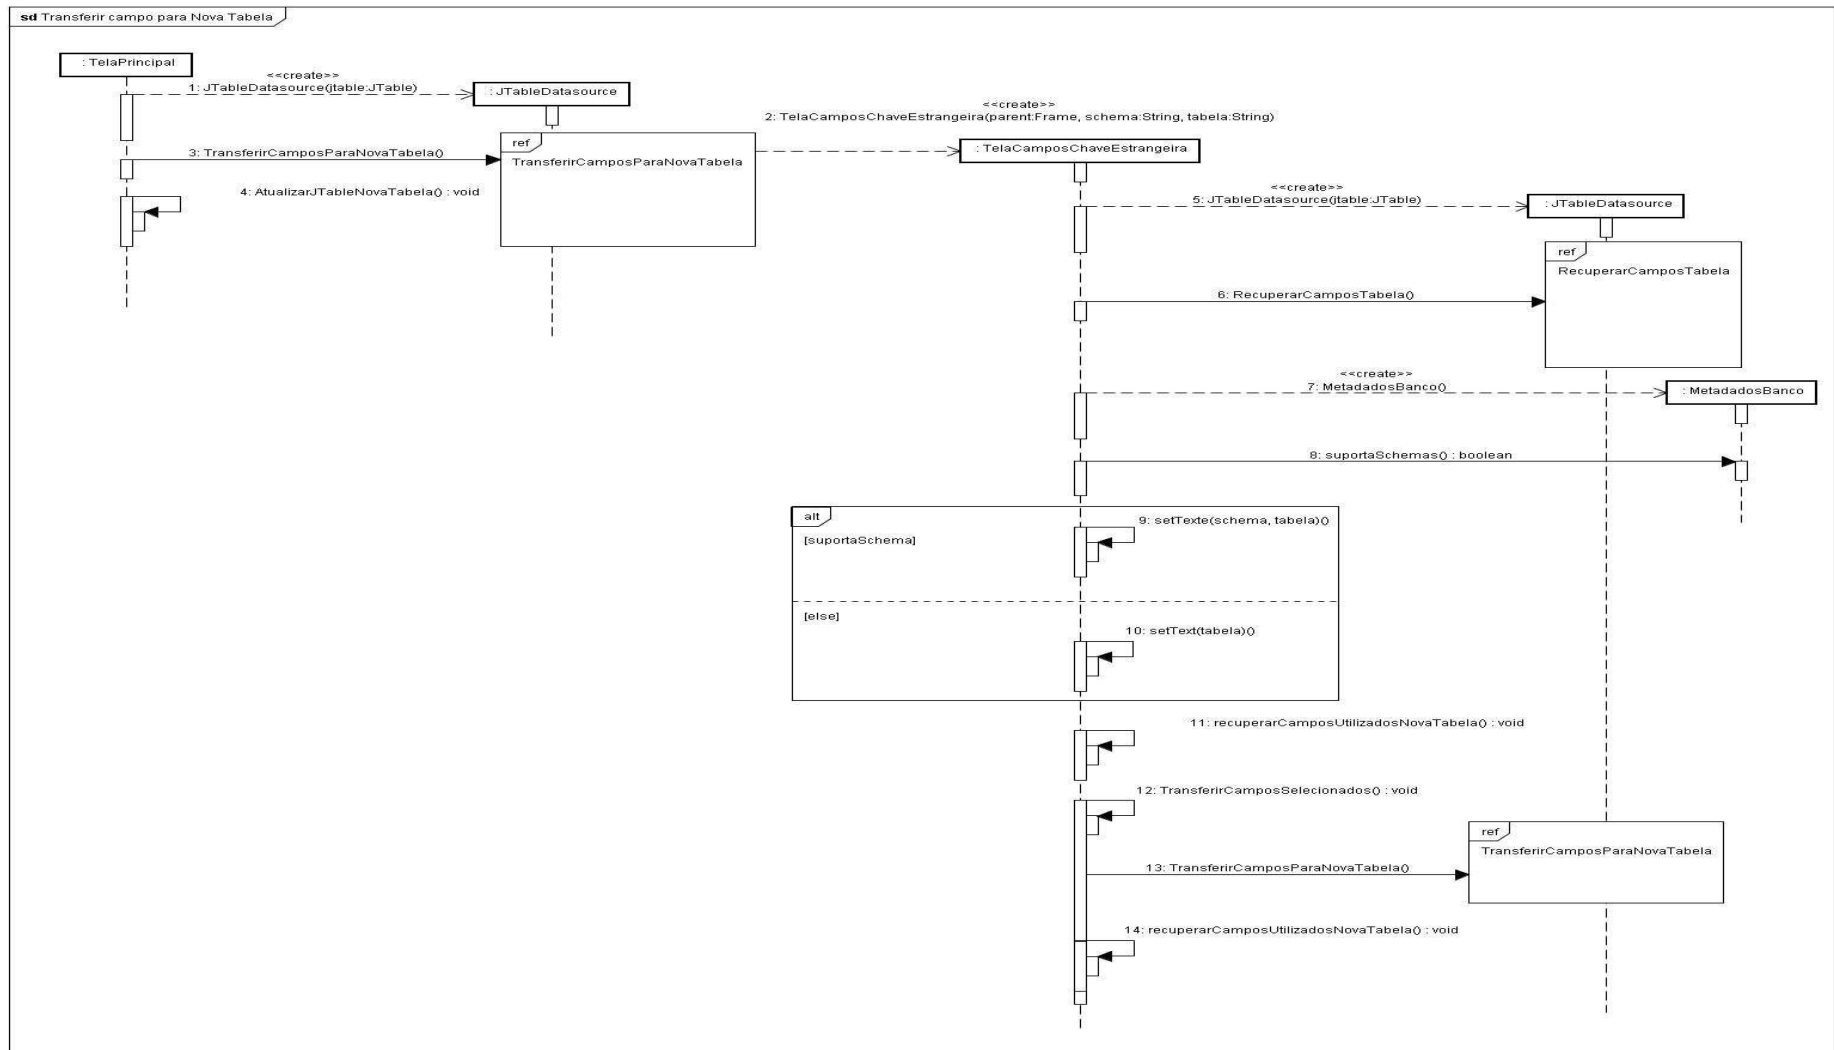 sd Transferir campo para Nova Tabela
: TelaPrincipal
<<create>>
1: JTableDatasource(jtable:JTable)
: JTableDatasource
<<create>>
2: TelaCamposChaveEstrangeira(parent:Frame, schema:String, tabela:String)
ref
TransferirCamposParaNovaTabela
: TelaCamposChaveEstrangeira
3: TransferirCamposParaNovaTabela()
4: AtualizarJTableNovaTabela() : void
<<create>>
5: JTableDatasource(jtable:JTable)
: JTableDatasource
ref
RecuperarCamposTabela
6: RecuperarCamposTabela()
<<create>>
7: MetadadosBanco()
: MetadadosBanco
8: suportaSchemas() : boolean
alt
9: setTexte(schema, tabela)()
[suportaSchema]
[else]
10: setText(tabela)()
11: recuperarCamposUtilizadosNovaTabela() : void
12: TransferirCamposSelecionados() : void
ref
TransferirCamposParaNovaTabela
13: TransferirCamposParaNovaTabela()
14: recuperarCamposUtilizadosNovaTabela() : void